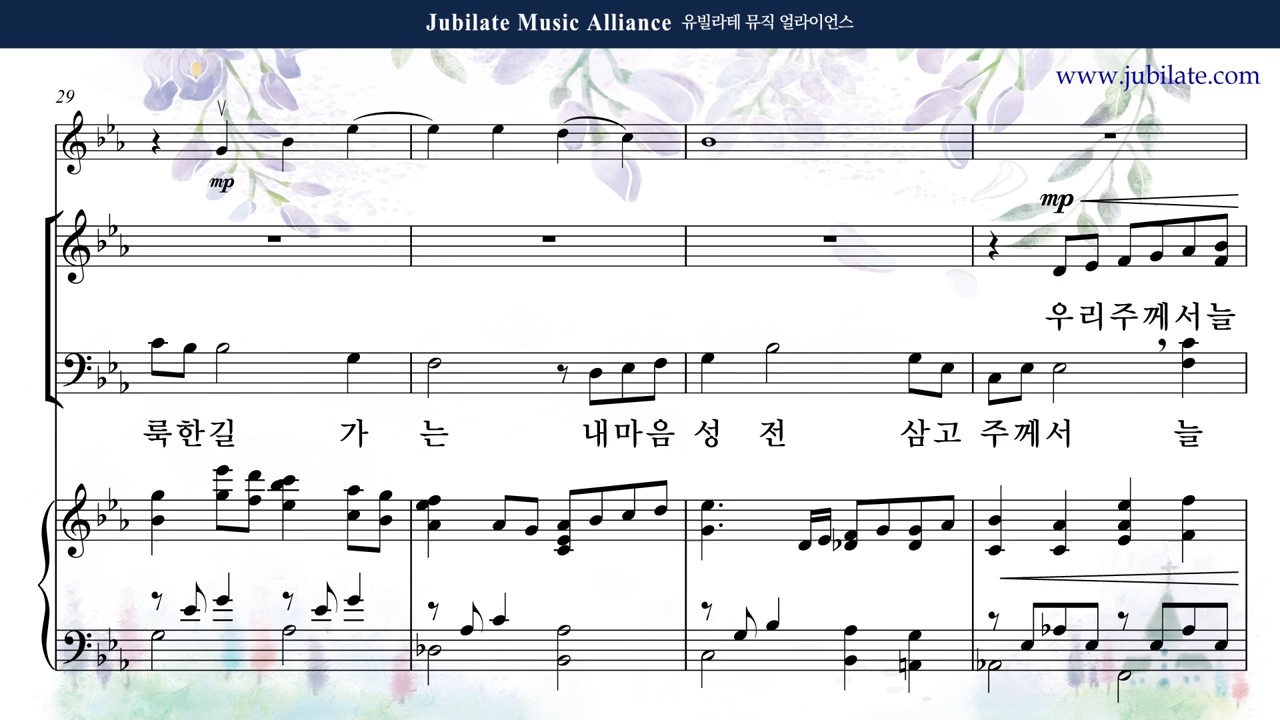 Jubilate Music Alliance 유빌라테 뮤직 얼라이언스
www.jubilate.com
29
mp
mp
우리주께서늘
룩한길 가 는 내마음 성 전 삼고 주께서 늘